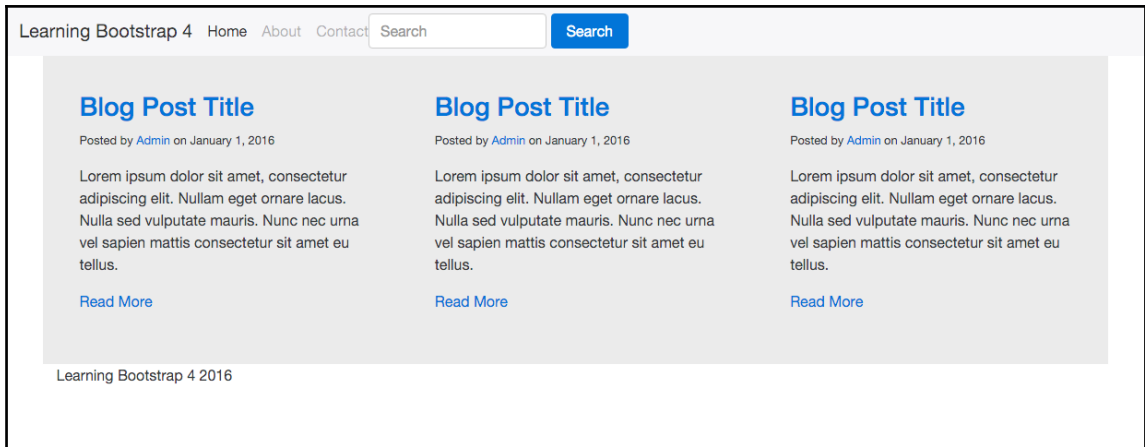 Learning Bootstrap 4 Home About Contact Search Search
Blog Post Title
Posted by Admin on January 1, 2016
Lorem ipsum dolor sit amet, consectetur
adipiscing elit. Nullam eget ornare lacus.
Nulla sed vulputate mauris. Nunc nec urna
vel sapien mattis consectetur sit amet eu
tellus.
Read More
Blog Post Title
Posted by Admin on January 1, 2016
Lorem ipsum dolor sit amet, consectetur
adipiscing elit. Nullam eget ornare lacus.
Nulla sed vulputate mauris. Nunc nec urna
vel sapien mattis consectetur sit amet eu
tellus.
Read More
Blog Post Title
Posted by Admin on January 1, 2016
Lorem ipsum dolor sit amet, consectetur
adipiscing elit. Nullam eget ornare lacus.
Nulla sed vulputate mauris. Nunc nec urna
vel sapien mattis consectetur sit amet eu
tellus.
Read More
Learning Bootstrap 4 2016